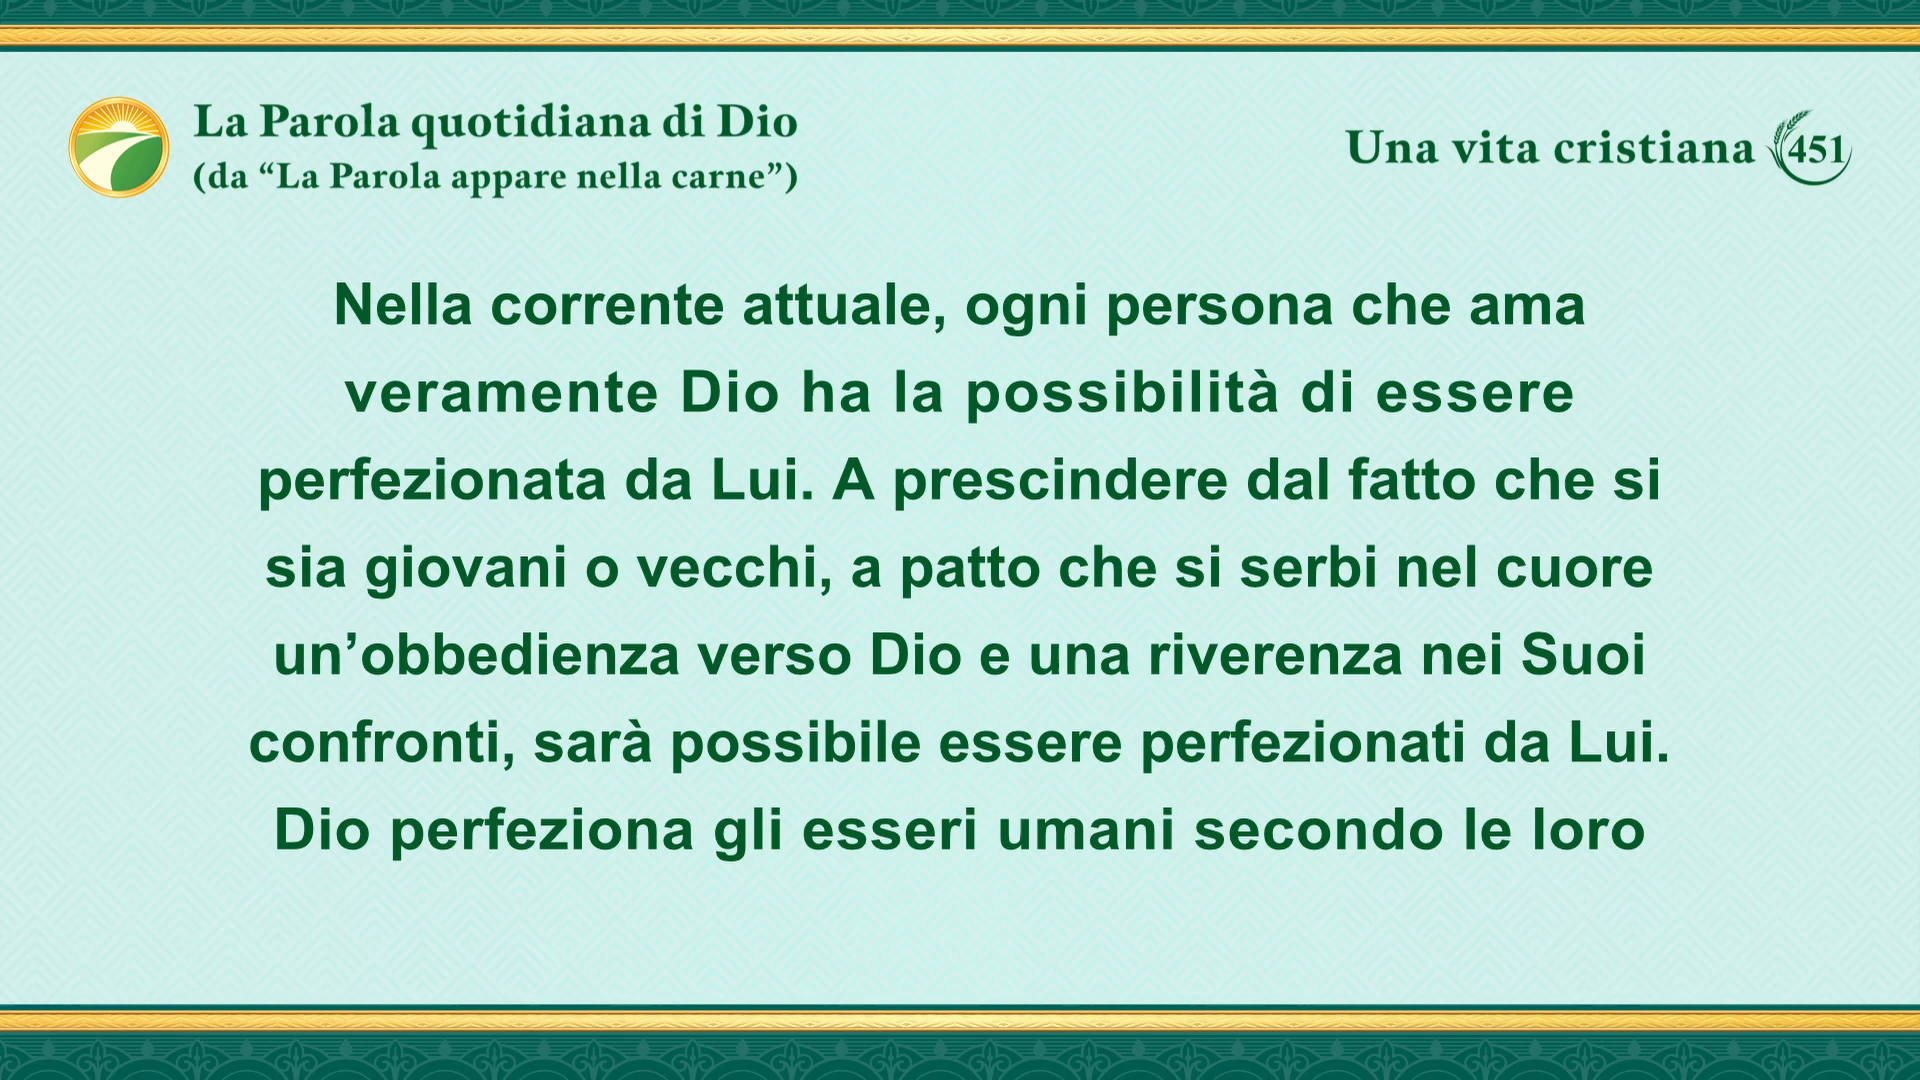 La Parola quotidiana di Dio
(da “La Parola appare nella carne”)
Una vita cristiana 451
Nella corrente attuale, ogni persona che ama
veramente Dio ha la possibilità di essere
perfezionata da Lui. A prescindere dal fatto che si
sia giovani o vecchi, a patto che si serbi nel cuore
un’obbedienza verso Dio e una riverenza nei Suoi
confronti, sarà possibile essere perfezionati da Lui.
Dio perfeziona gli esseri umani secondo le loro